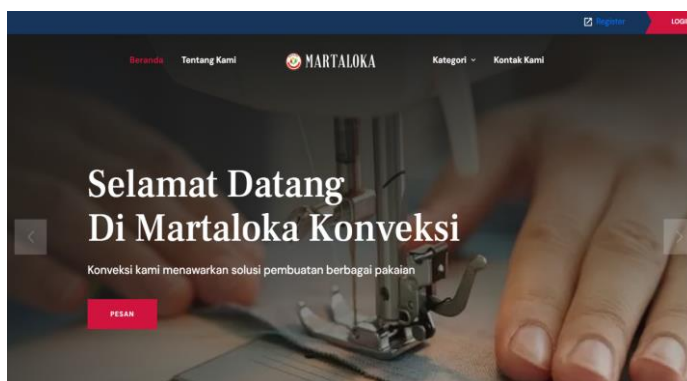 Register
LOGIN
Beranda Tentang Kami MARTALOKA Kategori Kontak Kami
Selamat Datang
Di Martaloka Konveksi
Konveksi kami menawarkan solusi pembuatan berbagai pakaian
PESAN